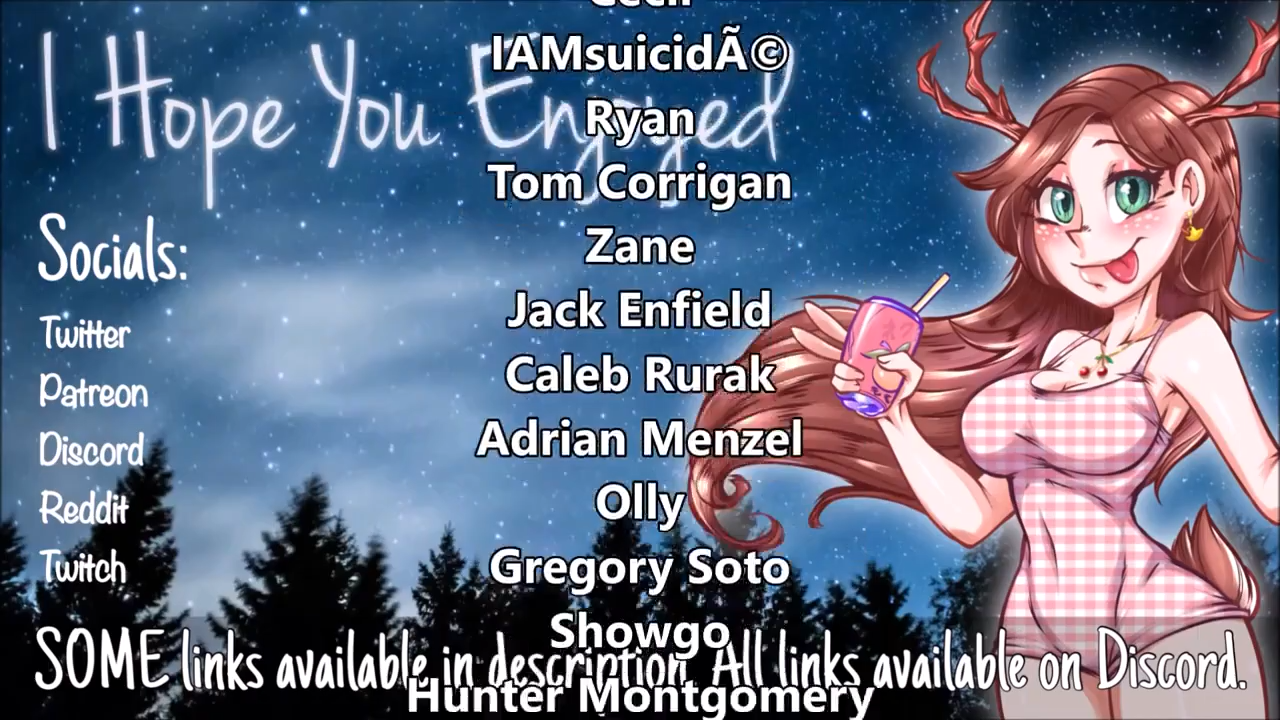 Cecil
IAMsuicidÃ©
I Hope You Enjoyed
Ryan
Tom Corrigan
Zane
Socials:
Jack Enfield
Twitter
Caleb Rurak
Patreon
Adrian Menzel
Discord
Olly
Reddit
Gregory Soto
Twitch
Showgo
SOME links available in description. All links available on Discord.
Hunter Montgomery